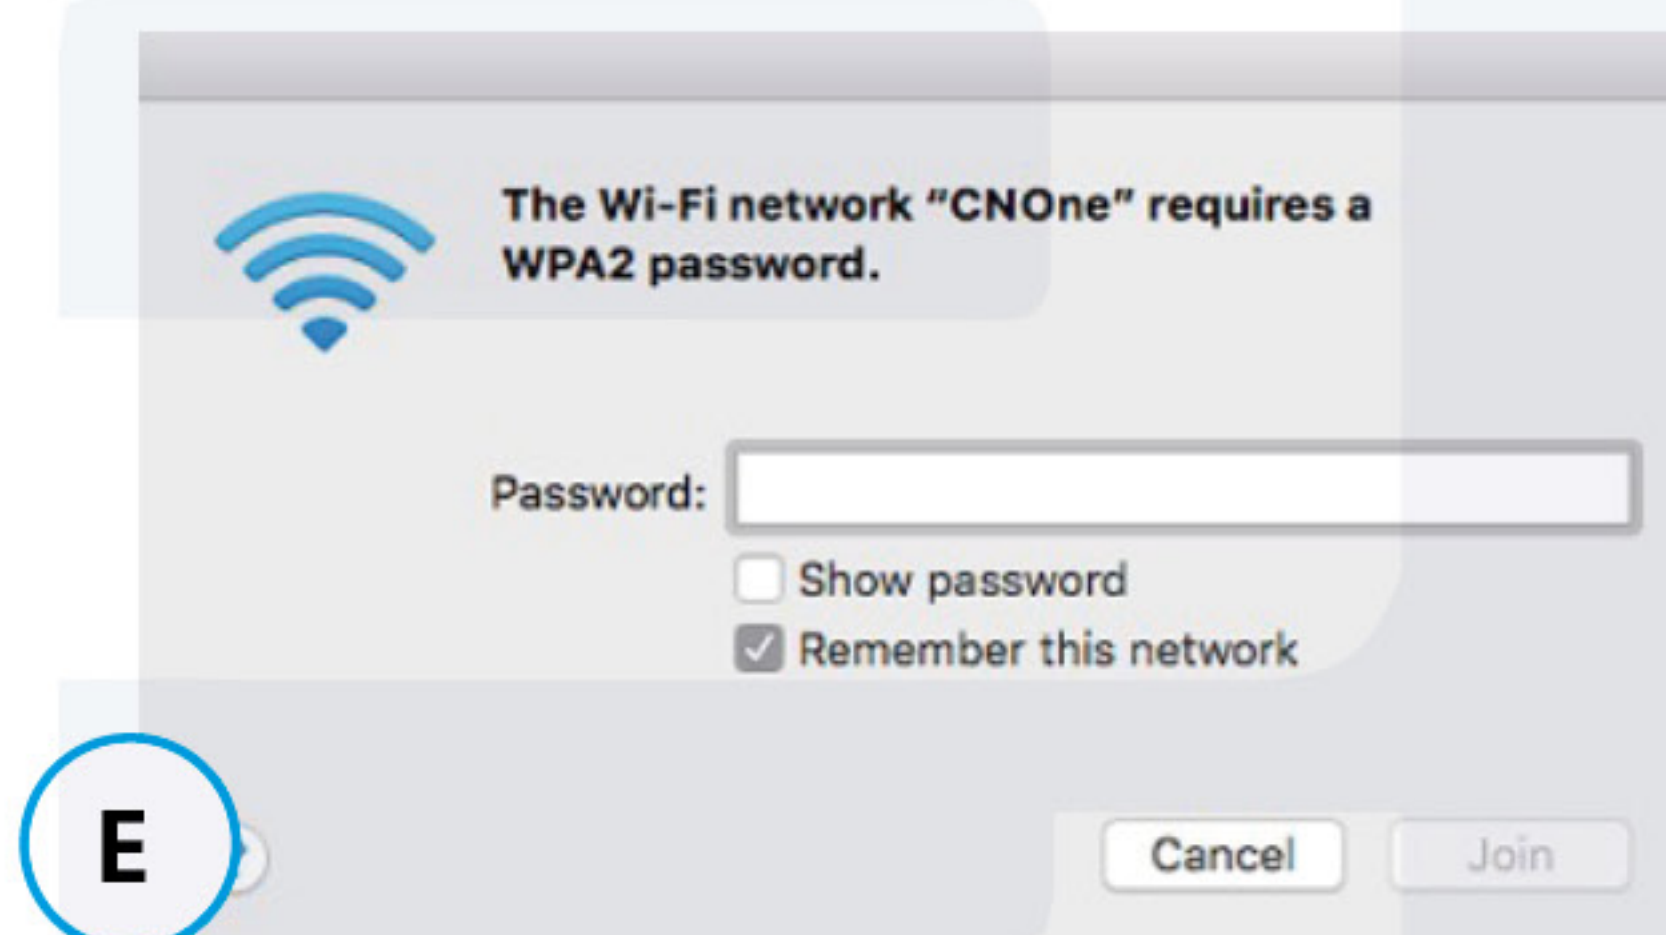 The Wi-Fi network “CNOne” requires a
WPA2 password.
Password:
Show password
Remember this network
E
Cancel Join